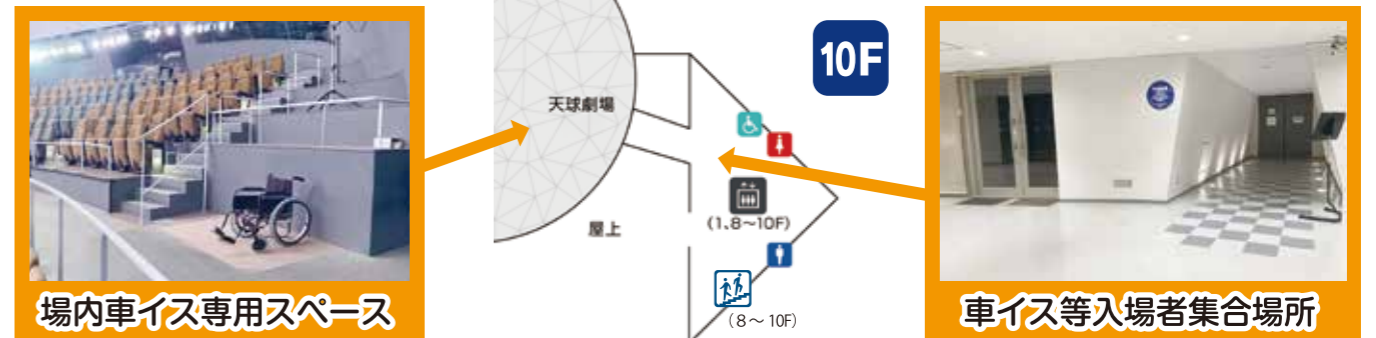 10F
天球劇場
屋上
(1、8～10F)
(8～10F)
場内車イス専用スペース
車イス等入場者集合場所